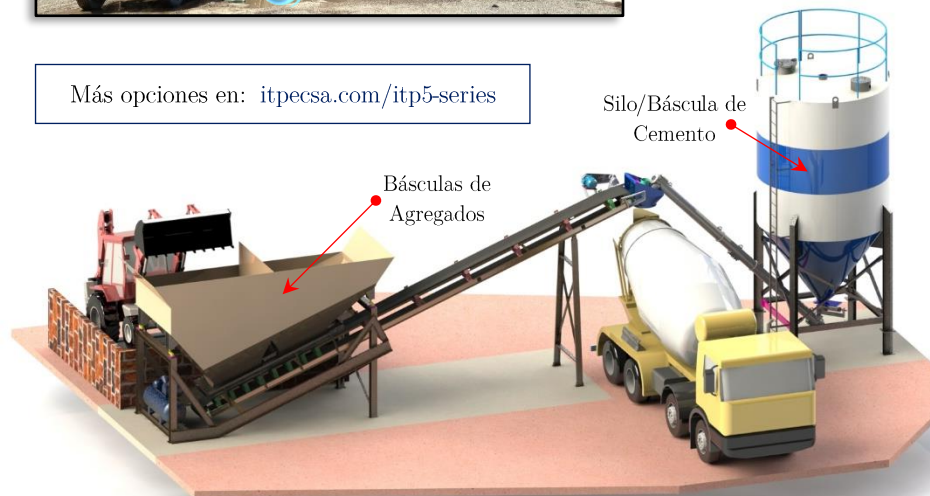 Más opciones en: itpecsa.com/itp5-series
Silo/Báscula de
Cemento
Básculas de
Agregados